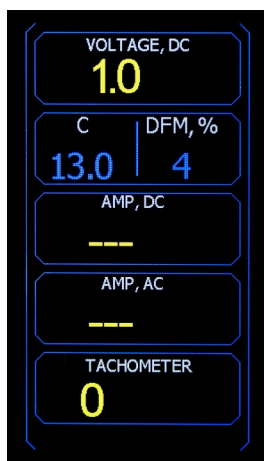 VOLTAGE, DC
1.0
C DFM, %
13.0 4
AMP, DC
---
AMP, AC
---
TACHOMETER
0